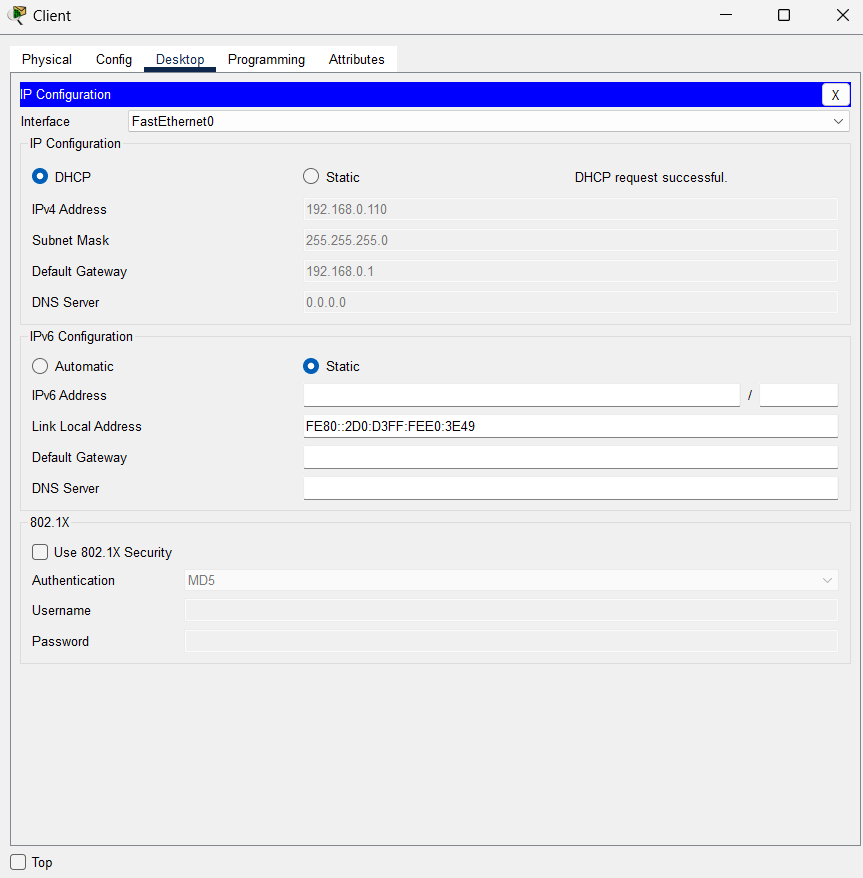 Client
Physical Config Desktop Programming Attributes
IP Configuration X
Interface FastEthernet0
IP Configuration
DHCP Static DHCP request successful.
IPv4 Address 192.168.0.110
Subnet Mask 255.255.255.0
Default Gateway 192.168.0.1
DNS Server 0.0.0.0
IPv6 Configuration
Automatic Static
IPv6 Address /
Link Local Address FE80::2D0:D3FF:FEE0:3E49
Default Gateway
DNS Server
802.1X
Use 802.1X Security
Authentication MD5
Username
Password
Top